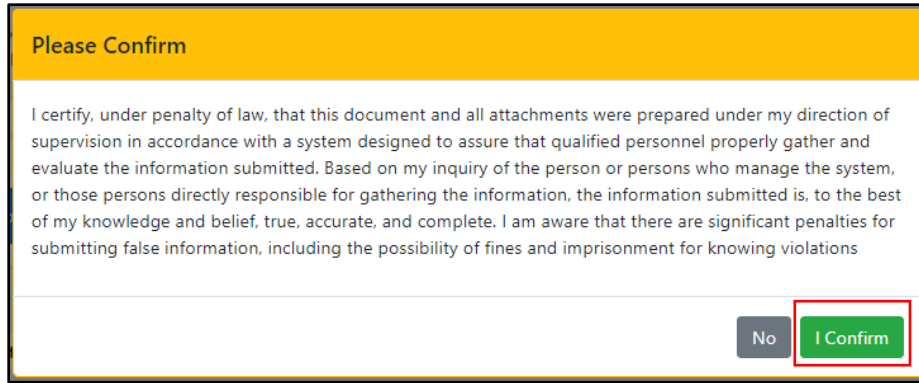 Please Confirm
I certify, under penalty of law, that this document and all attachments were prepared under my direction of
supervision in accordance with a system designed to assure that qualified personnel properly gather and
evaluate the information submitted. Based on my inquiry of the person or persons who manage the system,
or those persons directly responsible for gathering the information, the information submitted is, to the best
of my knowledge and belief, true, accurate, and complete. I am aware that there are significant penalties for
submitting false information, including the possibility of fines and imprisonment for knowing violations
No
I Confirm